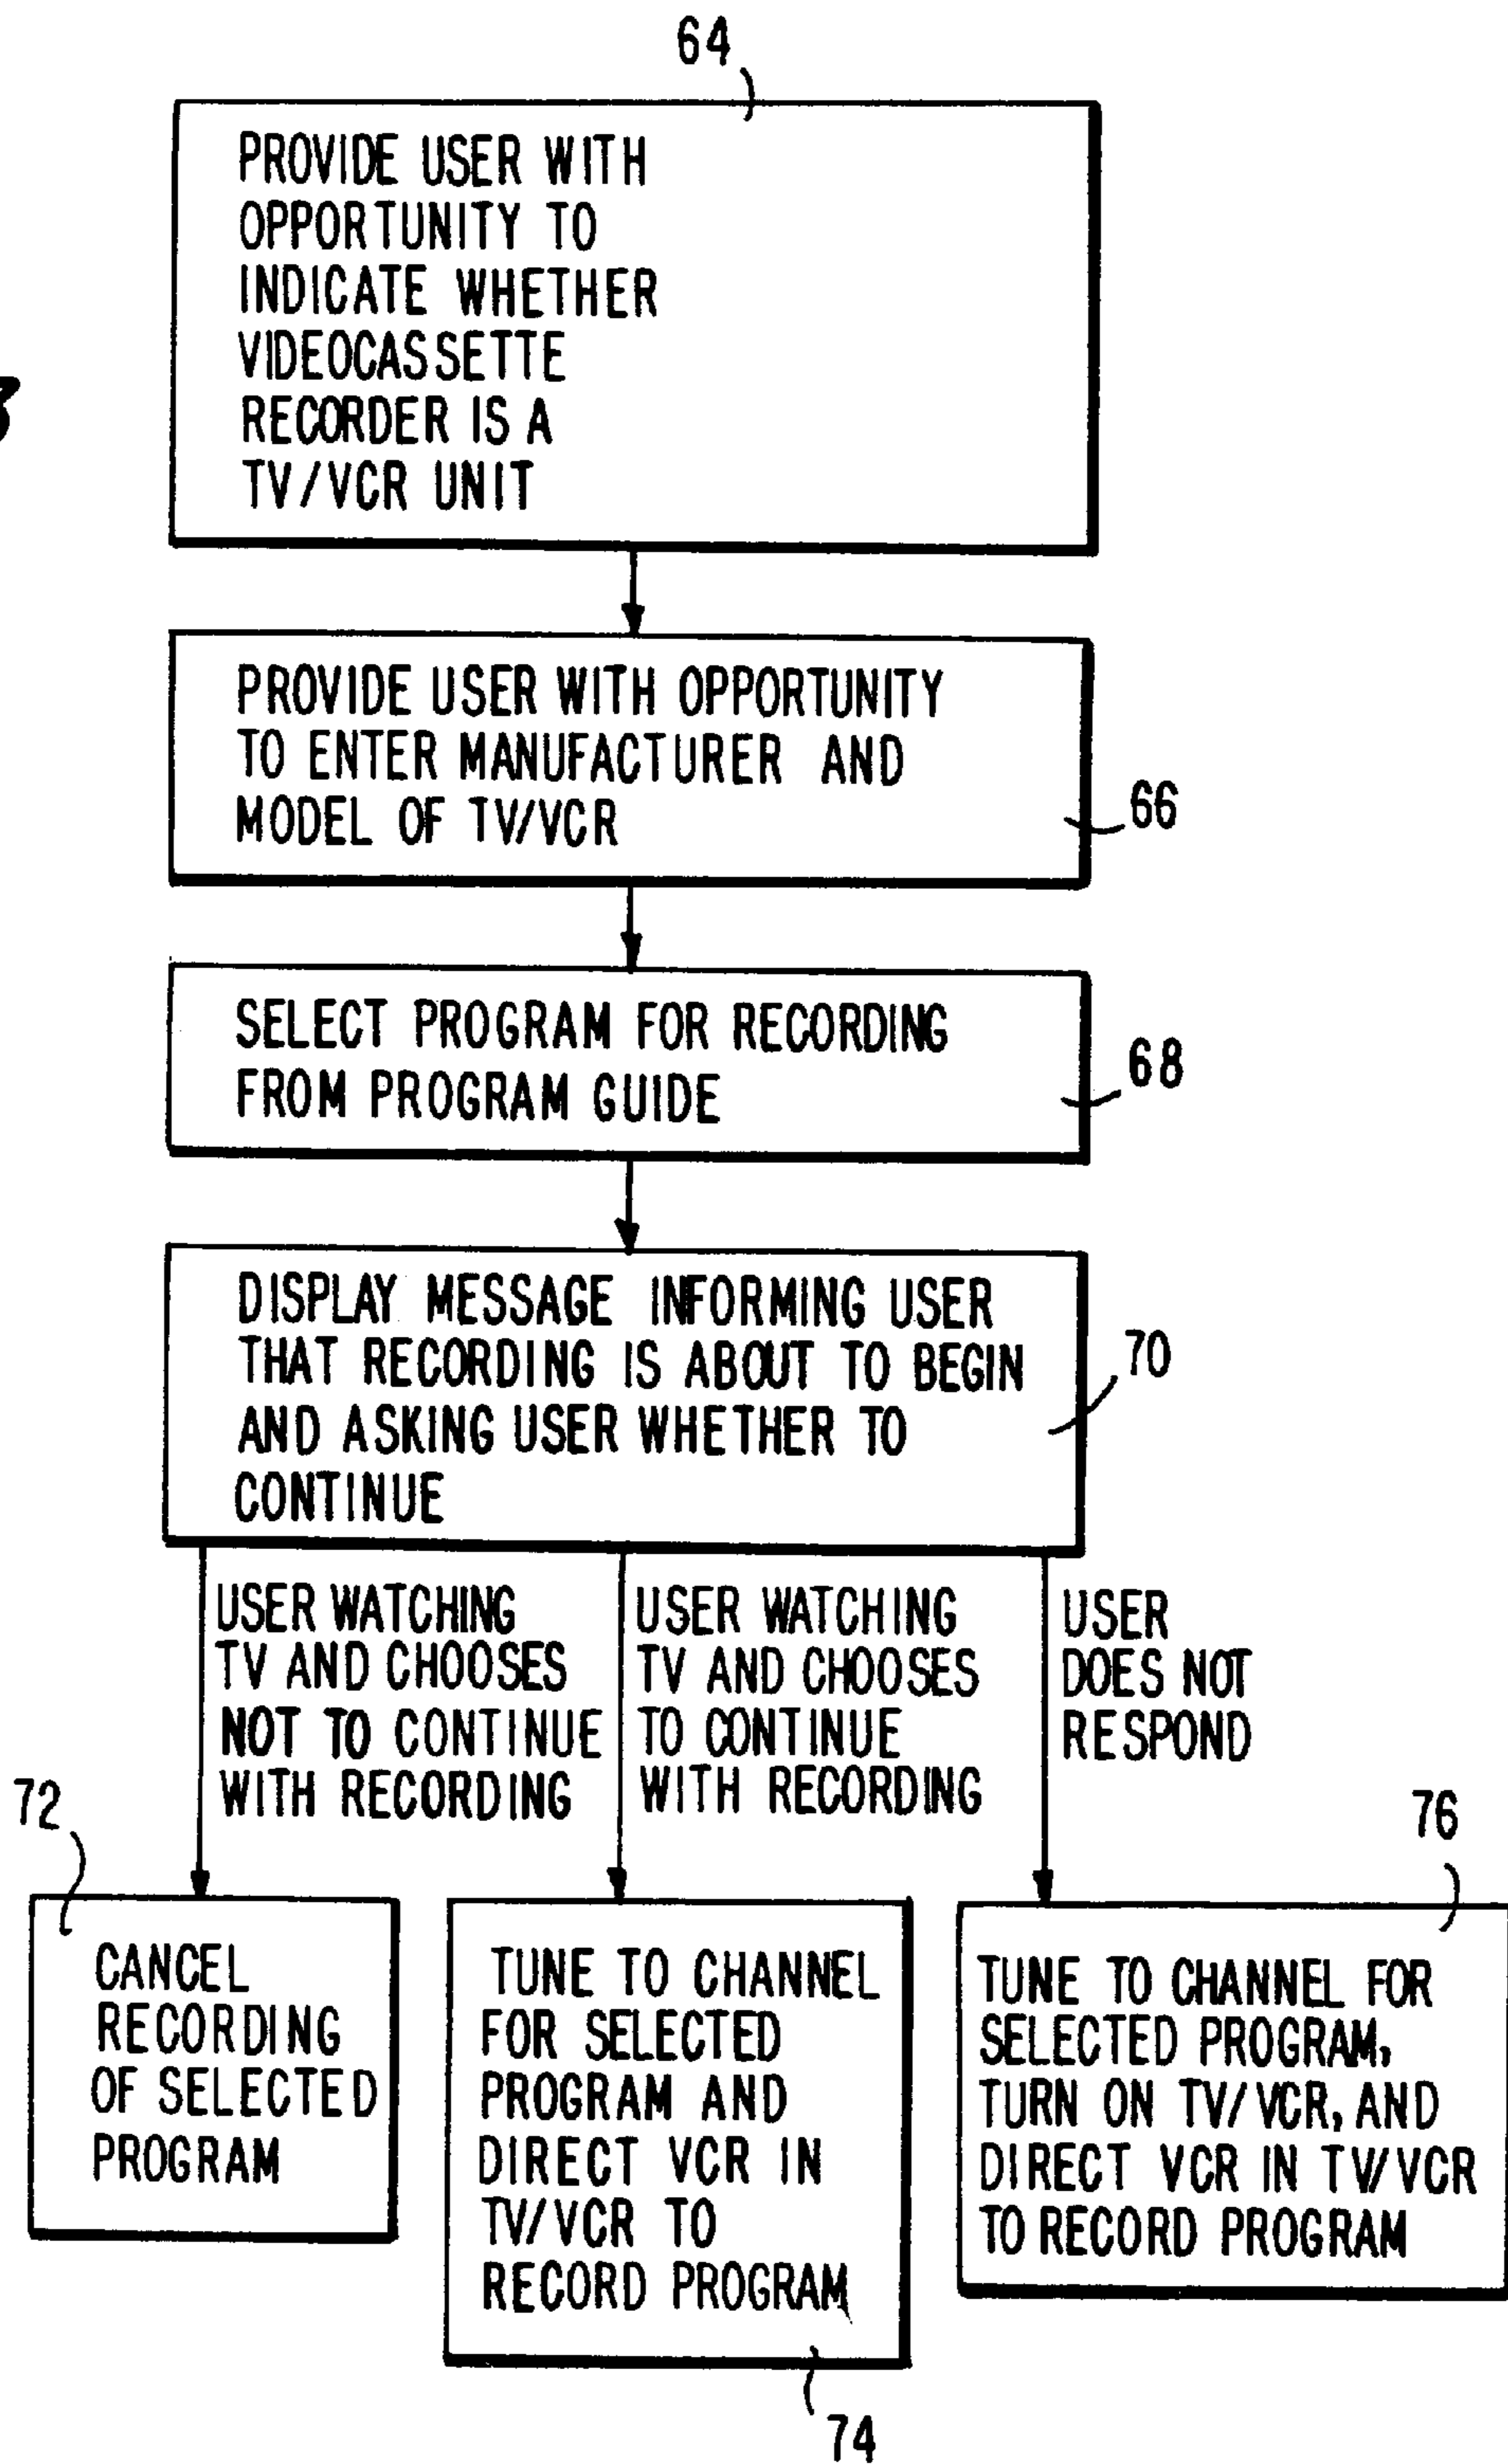 64
PROVIDE USER WITH
OPPORTUNITY TO
INDICATE WHETHER
VIDEOCASSETTE
RECORDER IS A
TV/VCR UNIT
PROVIDE USER WITH OPPORTUNITY
TO ENTER MANUFACTURER AND
MODEL OF TV/VCR
66
SELECT PROGRAM FOR RECORDING
FROM PROGRAM GUIDE
68
DISPLAY MESSAGE INFORMING USER
THAT RECORDING IS ABOUT TO BEGIN
AND ASKING USER WHETHER TO
CONTINUE
70
USER WATCHING
TV AND CHOOSES
NOT TO CONTINUE
WITH RECORDING
USER WATCHING
TV AND CHOOSES
TO CONTINUE
WITH RECORDING
USER
DOES NOT
RESPOND
72
CANCEL
RECORDING
OF SELECTED
PROGRAM
TUNE TO CHANNEL
FOR SELECTED
PROGRAM AND
DIRECT VCR IN
TV/VCR TO
RECORD PROGRAM
74
76
TUNE TO CHANNEL FOR
SELECTED PROGRAM,
TURN ON TV/VCR, AND
DIRECT VCR IN TV/VCR
TO RECORD PROGRAM